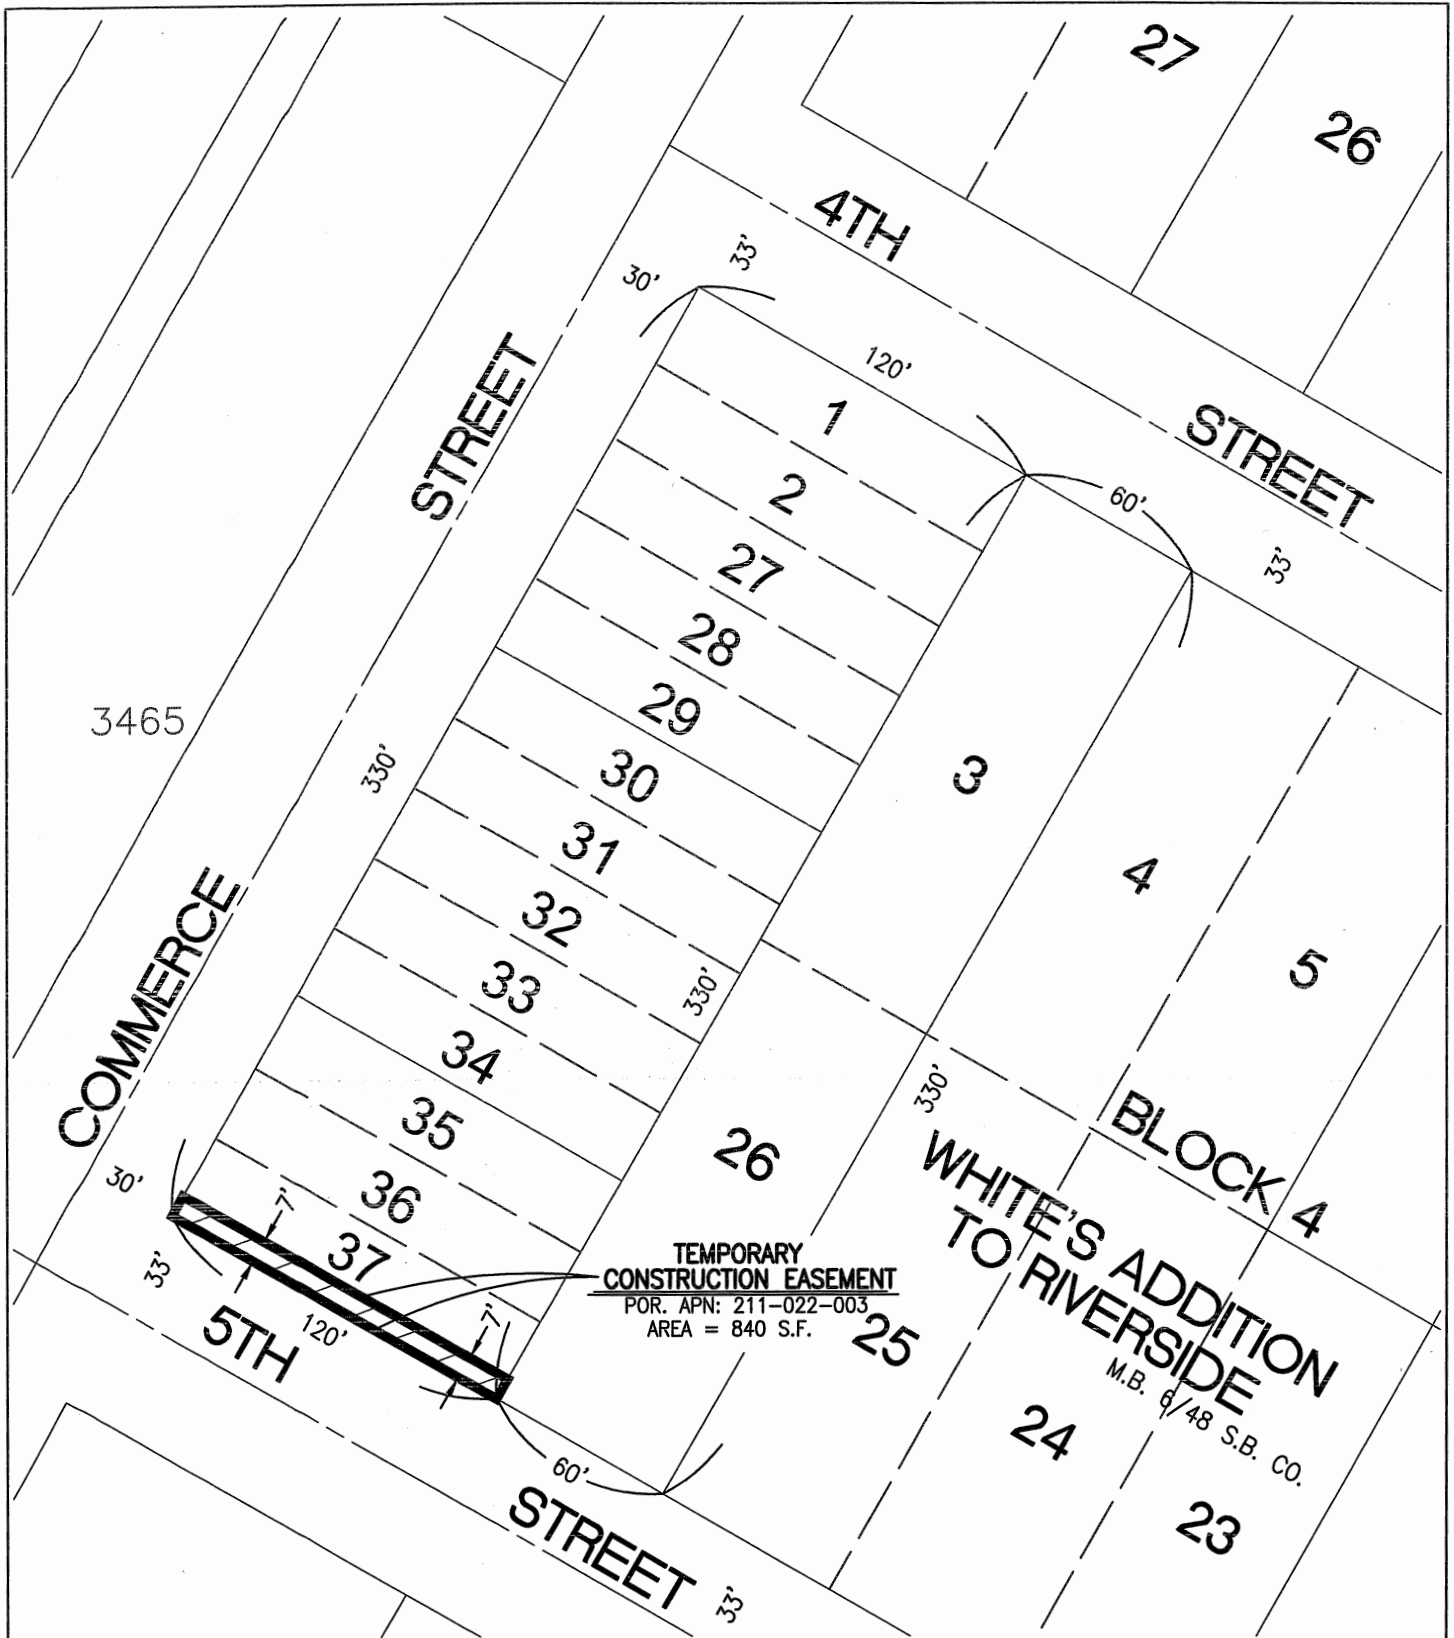 27
26
4TH
STREET
33'
30'
120'
60'
33'
STREET
COMMERCE
3465
330'
1
2
27
28
29
30
31
32
33
34
35
36
37
3
4
5
330'
330'
26
25
24
23
BLOCK 4
WHITE'S ADDITION
TO RIVERSIDE
M.B. 6/48 S.B. CO.
TEMPORARY
CONSTRUCTION EASEMENT
POR. APN: 211-022-003
AREA = 840 S.F.
30'
33'
7'
7'
120'
60'
5TH
STREET
33'